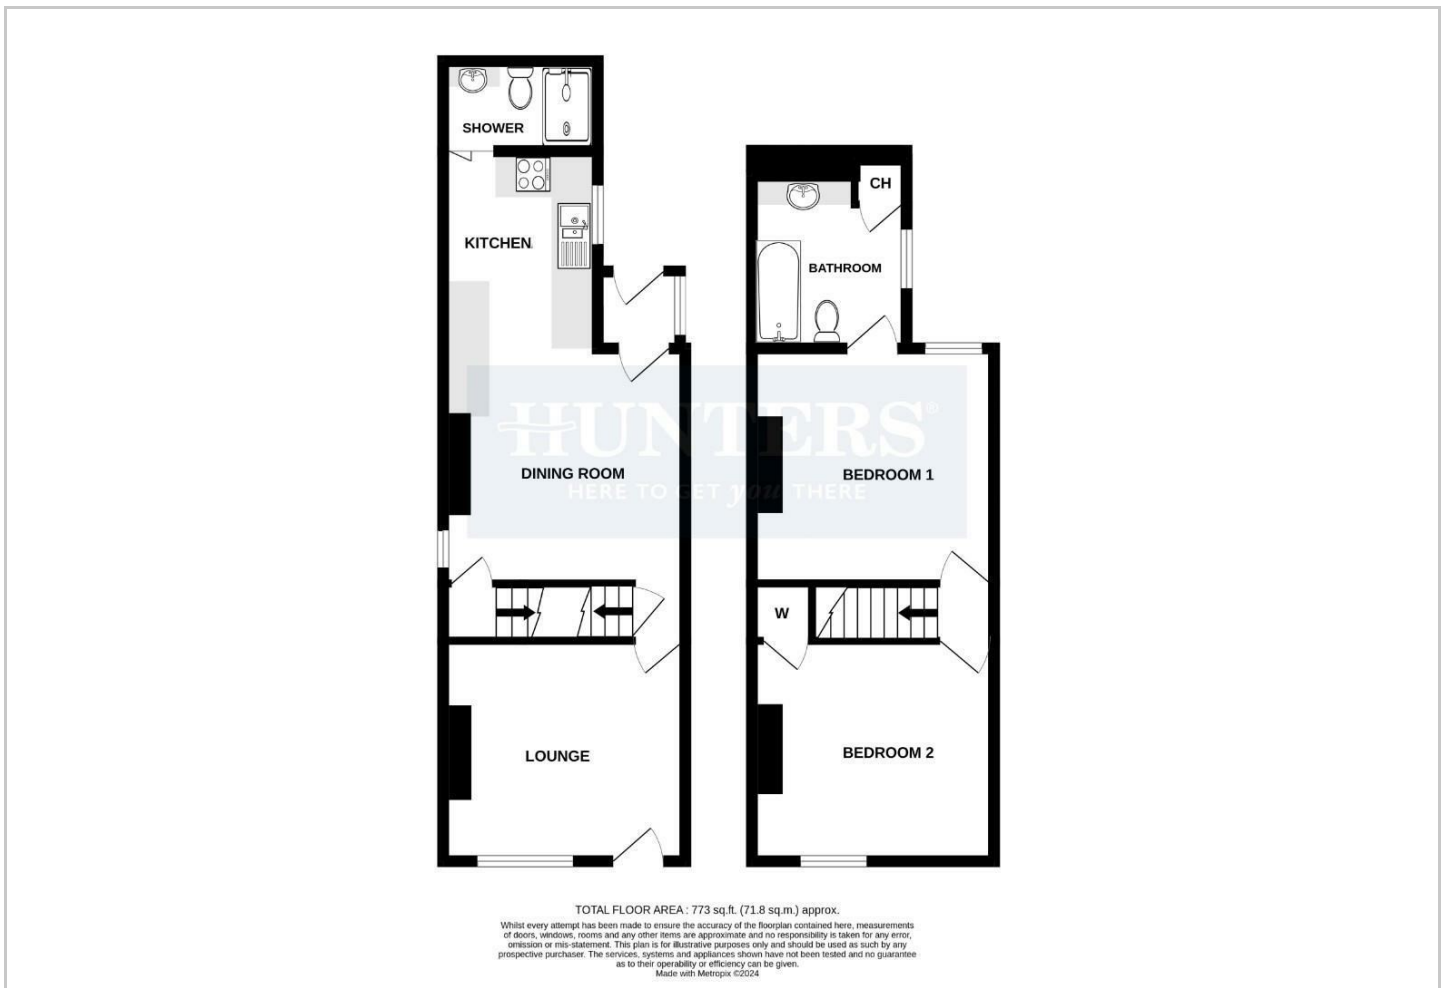 SHOWER
KITCHEN
DINING ROOM
LOUNGE
CH
BATHROOM
BEDROOM 1
W
BEDROOM 2
HUNTERS®
HERE TO GET you THERE
TOTAL FLOOR AREA : 773 sq.ft. (71.8 sq.m.) approx.
Whilst every attempt has been made to ensure the accuracy of the floorplan contained here, measurements
of doors, windows, rooms and any other items are approximate and no responsibility is taken for any error,
omission or mis-statement. This plan is for illustrative purposes only and should be used as such by any
prospective purchaser. The services, systems and appliances shown have not been tested and no guarantee
as to their operability or efficiency can be given.
Made with Metropix ©2024